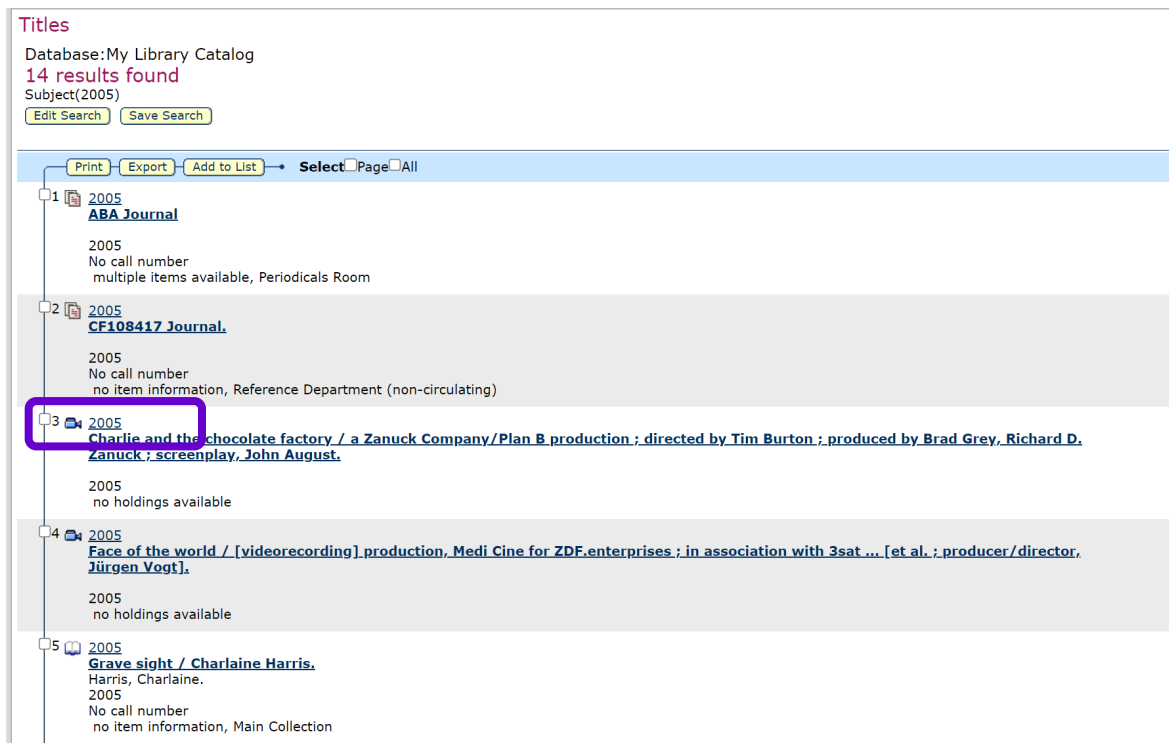 Titles
Database:My Library Catalog
14 results found
Subject(2005)
Edit Search Save Search
Print Export Add to List Select Page All
1 2005
ABA Journal
2005
No call number
multiple items available, Periodicals Room
2 2005
CF108417 Journal.
2005
No call number
no item information, Reference Department (non-circulating)
3 2005
Charlie and the chocolate factory / a Zanuck Company/Plan B production ; directed by Tim Burton ; produced by Brad Grey, Richard D.
Zanuck ; screenplay, John August.
2005
no holdings available
4 2005
Face of the world / [videorecording] production, Medi Cine for ZDF.enterprises ; in association with 3sat ... [et al. ; producer/director,
Jürgen Vogt].
2005
no holdings available
5 2005
Grave sight / Charlaine Harris.
Harris, Charlaine.
2005
No call number
no item information, Main Collection